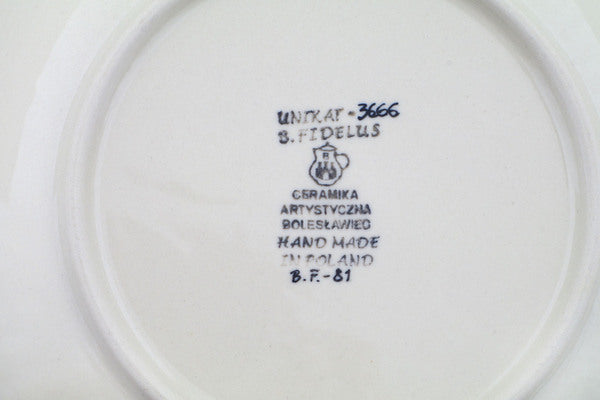 UNIKAT · 3666
B. FIDELUS
R
CERAMIKA
ARTYSTYCZNA
BOLESŁAWIEC
HAND MADE
IN POLAND
B.F.-81